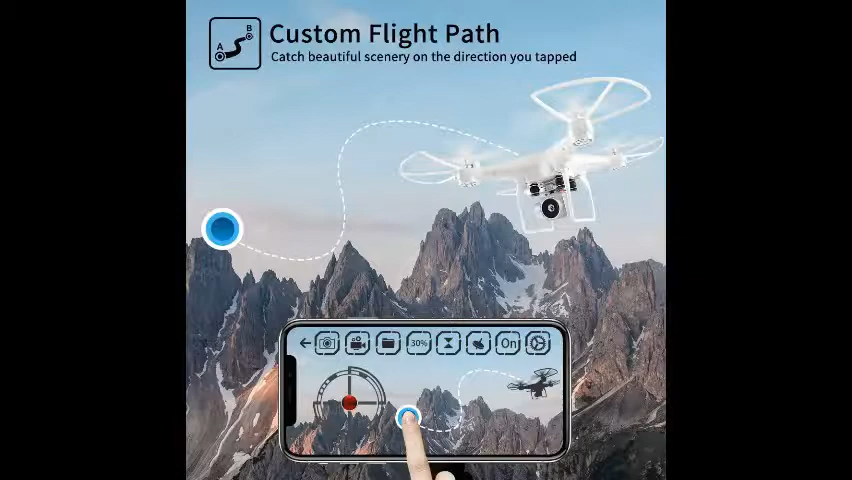 Custom Flight Path
Catch beautiful scenery on the direction you tapped
A
B
30%
On